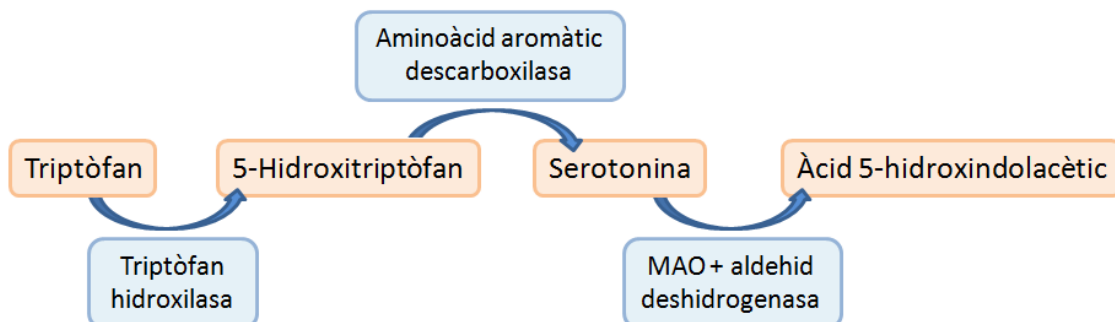 Aminoàcid aromàtic
descarboxilasa
Triptòfan
5-Hidroxitriptòfan
Serotonina
Àcid 5-hidroxindolacètic
Triptòfan
hidroxilasa
MAO + aldehid
deshidrogenasa